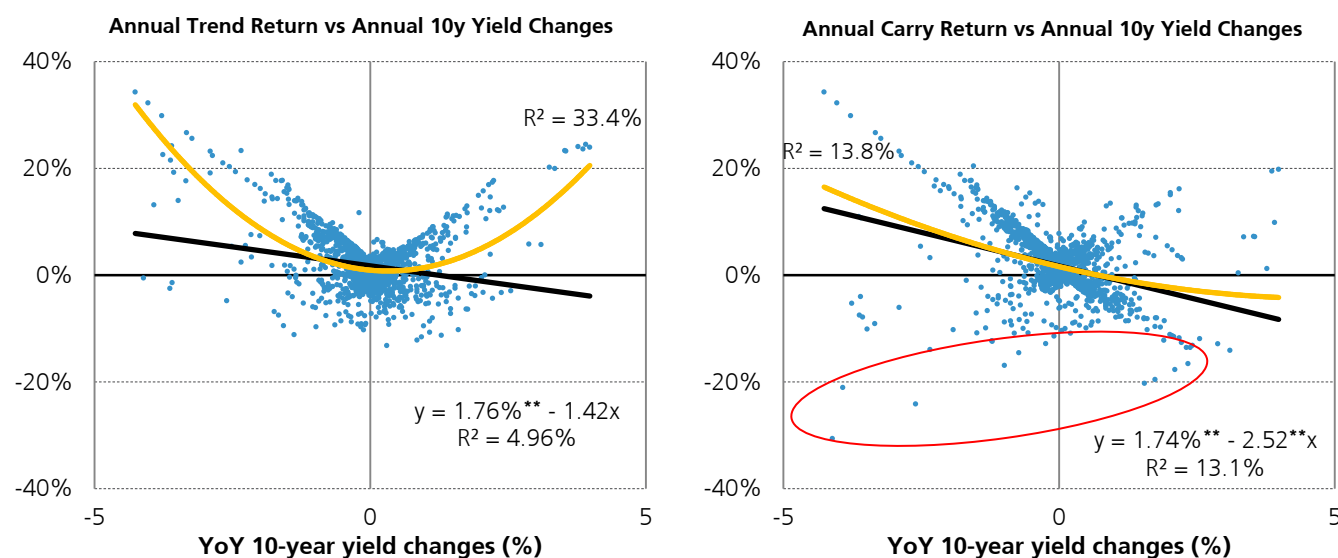 Annual Trend Return vs Annual 10y Yield Changes
40%
20%
0%
-20%
-40%
-5
0
5
R² = 33.4%
y = 1.76%** - 1.42x
R² = 4.96%
YoY 10-year yield changes (%)
Annual Carry Return vs Annual 10y Yield Changes
40%
20%
0%
-20%
-40%
-5
0
5
R² = 13.8%
y = 1.74%** - 2.52**x
R² = 13.1%
YoY 10-year yield changes (%)